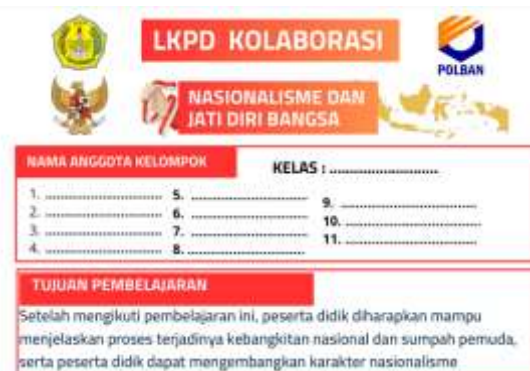 LKPD KOLABORASI
POLBAN
NASIONALISME DAN
JATI DIRI BANGSA
NAMA ANGGOTA KELOMPOK
KELAS : ...........................
1. ..........................
2. ..........................
3. ..........................
4. ..........................
5. .............................
6. .............................
7. .............................
8. .............................
9. .................................
10. .................................
11. .................................
TUJUAN PEMBELAJARAN
Setelah mengikuti pembelajaran ini, peserta didik diharapkan mampu
menjelaskan proses terjadinya kebangkitan nasional dan sumpah pemuda,
serta peserta didik dapat mengembangkan karakter nasionalisme